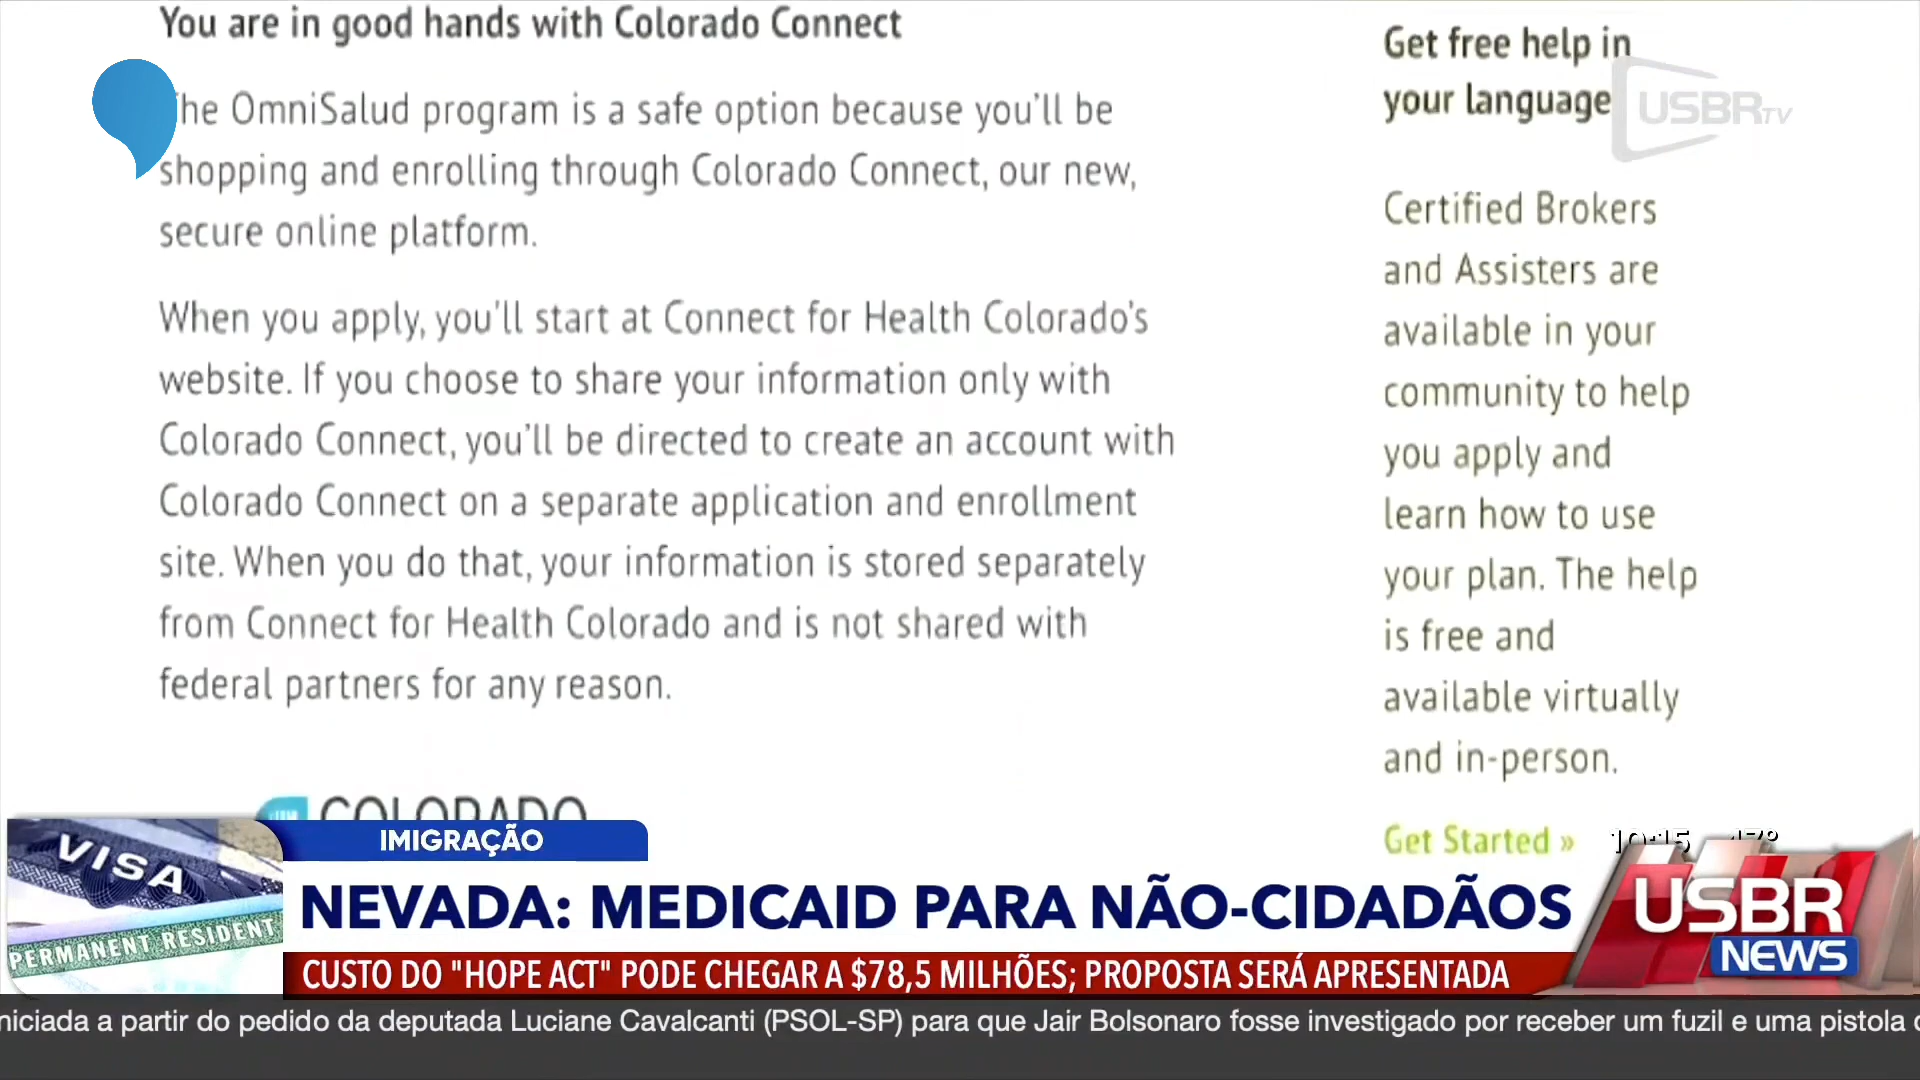 You are in good hands with Colorado Connect
he OmniSalud program is a safe option because you'll be
shopping and enrolling through Colorado Connect, our new,
secure online platform.
When you apply, you'll start at Connect for Health Colorado's
website. If you choose to share your information only with
Colorado Connect, you'll be directed to create an account with
Colorado Connect on a separate application and enrollment
site. When you do that, your information is stored separately
from Connect for Health Colorado and is not shared with
federal partners for any reason.
COLORADO
Get free help in
your language
USBR TV
Certified Brokers
and Assisters are
available in your
community to help
you apply and
learn how to use
your plan. The help
is free and
available virtually
and in-person.
Get Started »
10:15 17°
VISA
PERMANENT RESIDENT
IMIGRAÇÃO
NEVADA: MEDICAID PARA NÃO-CIDADÃOS
CUSTO DO "HOPE ACT" PODE CHEGAR A $78,5 MILHÕES; PROPOSTA SERÁ APRESENTADA
USBR
NEWS
niciada a partir do pedido da deputada Luciane Cavalcanti (PSOL-SP) para que Jair Bolsonaro fosse investigado por receber um fuzil e uma pistola